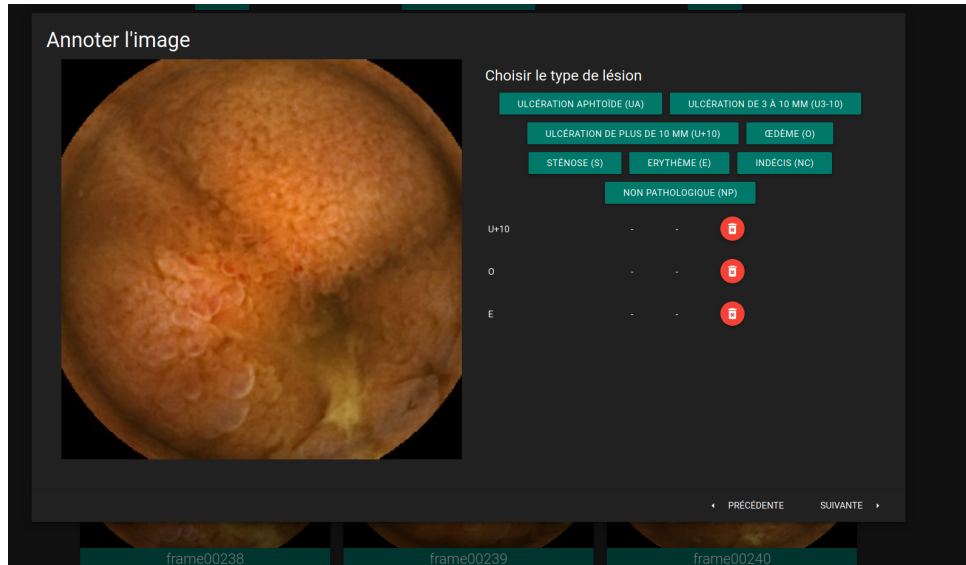 Annoter l'image
Choisir le type de lésion
ULCÉRATION APHTOÏDE (UA) ULCÉRATION DE 3 À 10 MM (U3-10)
ULCÉRATION DE PLUS DE 10 MM (U+10) ŒDÈME (O)
STÉNOSE (S) ERYTHÈME (E) INDÉCIS (NC)
NON PATHOLOGIQUE (NP)
U+10 - -
O - -
E - -
PRÉCÉDENTE SUIVANTE
frame00238 frame00239 frame00240